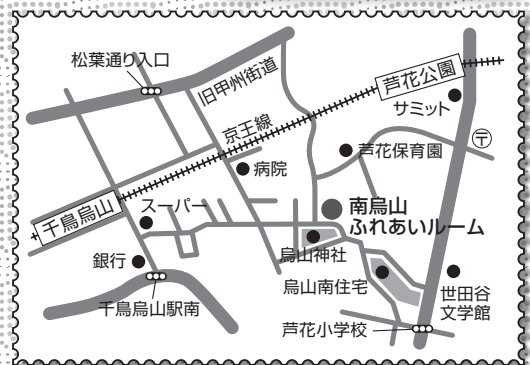 松葉通り入口
旧甲州街道
芦花公園
サミット
京王線
〒
芦花保育園
病院
千烏烏山
スーパー
南烏山
ふれあいルーム
烏山神社
銀行
烏山南住宅
世田谷
文学館
千烏烏山駅南
芦花小学校